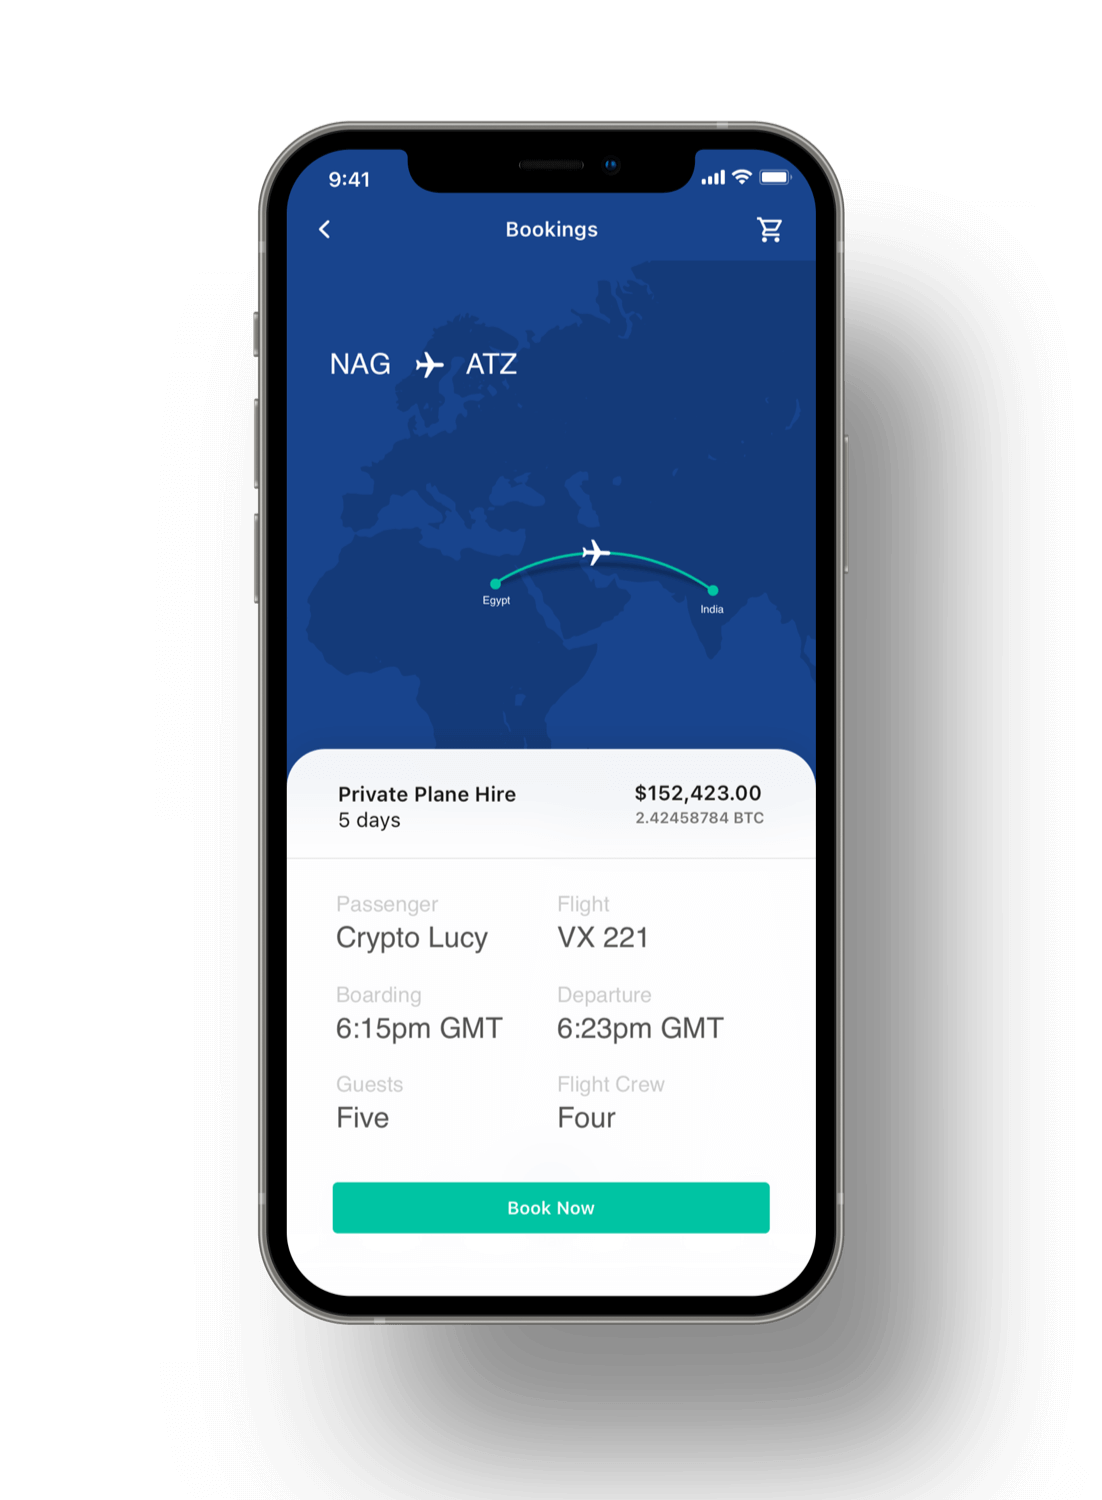 9:41
Bookings
NAG ATZ
Egypt
India
Private Plane Hire $152,423.00
5 days 2.42458784 BTC
Passenger Flight
Crypto Lucy VX 221
Boarding Departure
6:15pm GMT 6:23pm GMT
Guests Flight Crew
Five Four
Book Now